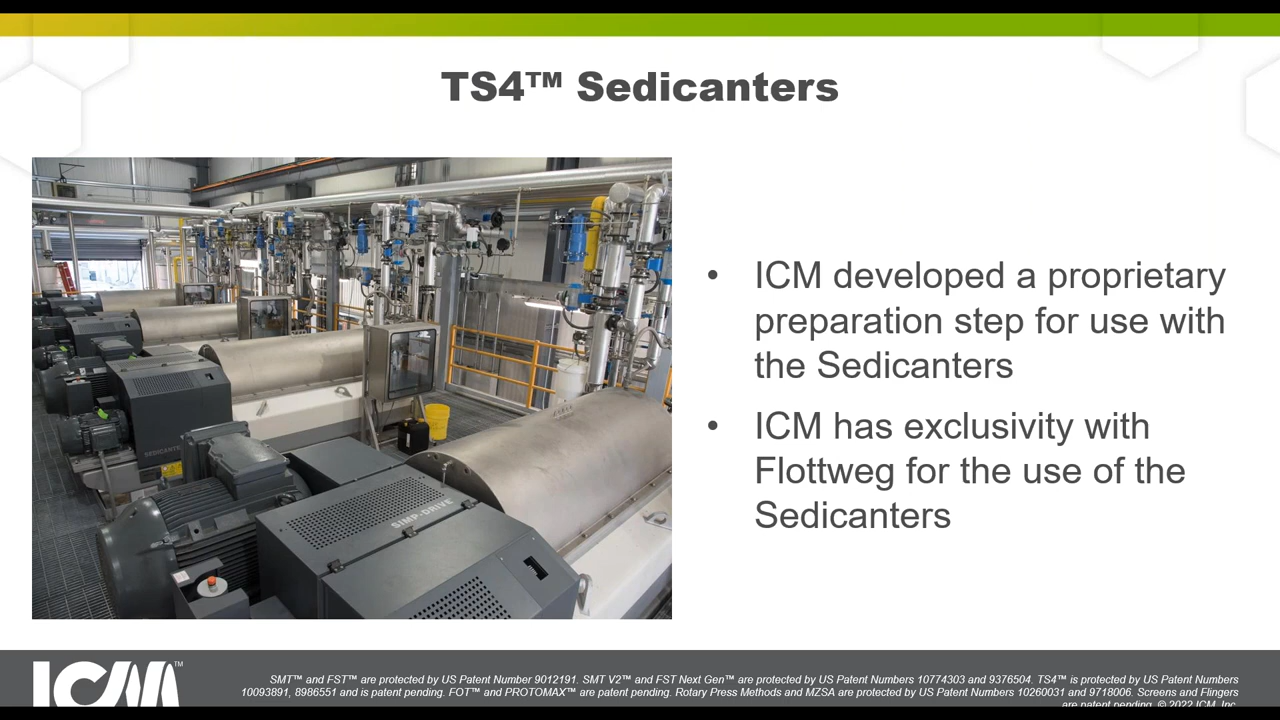 TS4™ Sedicanters
SIMP-DRIVE
• ICM developed a proprietary
preparation step for use with
the Sedicanters
• ICM has exclusivity with
Flottweg for the use of the
Sedicanters
ICM™
SMT™ and FST™ are protected by US Patent Number 9012191. SMT V2™ and FST Next Gen™ are protected by US Patent Numbers 10774303 and 9376504. TS4™ is protected by US Patent Numbers
10093891, 8986551 and is patent pending. FOT™ and PROTOMAX™ are patent pending. Rotary Press Methods and MZSA are protected by US Patent Numbers 10260031 and 9718006. Screens and Flingers
are patent pending. © 2022 ICM, Inc.